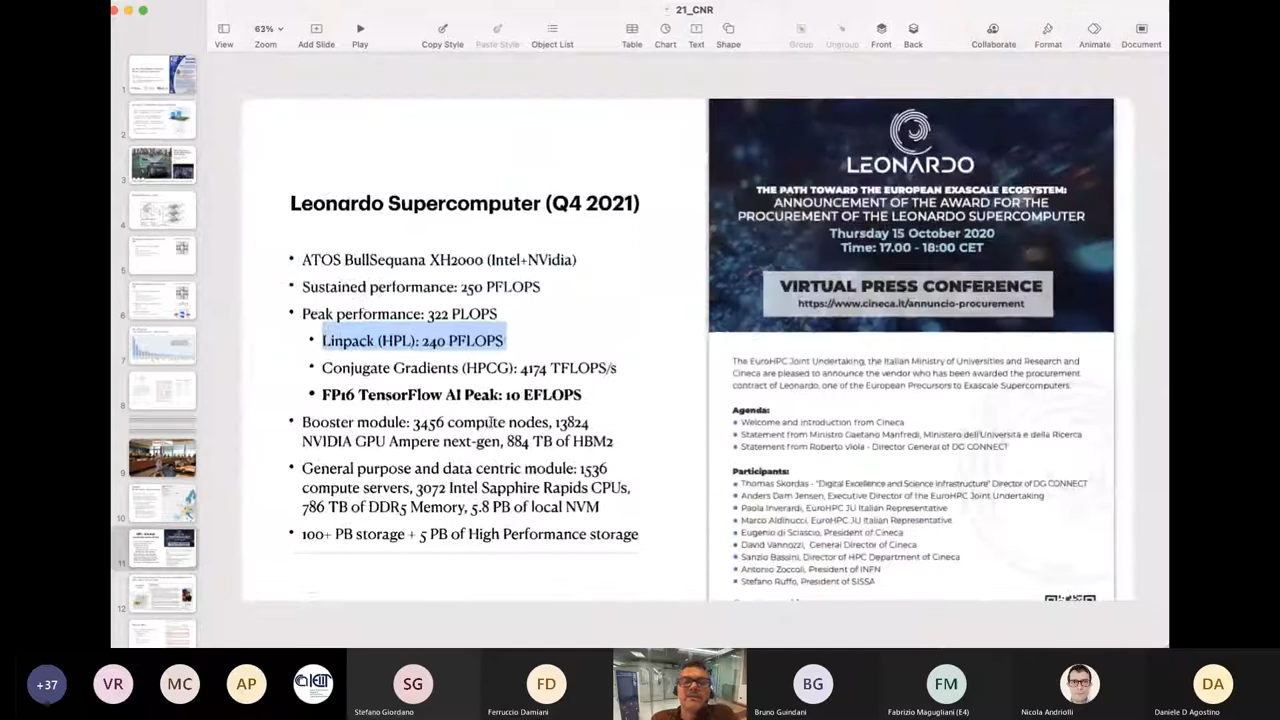 21_CNR
63%
View
Zoom
Add Slide
Play
Copy Style
Paste Style
Object List
Table
Chart
Text
Shape
Group
Ungroup
Front
Back
Collaborate
Format
Animate
Document
1
2
3
4
5
6
7
8
9
10
11
12
Leonardo Supercomputer (Q4 2021)
• ATOS BullSequana XH2000 (Intel+NVidia)
• Sustained performance: 250 PFLOPS
• Peak performance: 322 PLOPS
• Linpack (HPL): 240 PFLOPS
• Conjugate Gradients (HPCG): 4174 TFLOPS/s
• FP16 TensorFlow AI Peak: 10 EFLOPS
• Booster module: 3456 compute nodes, 13824
NVIDIA GPU Ampere next-gen, 884 TB of HBM2
• General purpose and data centric module: 1536
compute servers, 3072 Intel Sapphire Rapids CPUs,
786 TB of DDR5 Memory, 5.8 PB of local NVM
• 100+ PB storage + 5 PB of High Performance storage
LEONARDO
THE PATH TOWARD THE EUROPEAN EXASCALE ECOSYSTEM:
ANNOUNCEMENT OF THE AWARD FOR THE
PROCUREMENT OF THE LEONARDO SUPERCOMPUTER
Thursday 15 October 2020
Time: 17.00 - 18:00 CET
VIRTUAL PRESS CONFERENCE
https://www.cineca.it/annuncio-procurement
The EuroHPC Joint Undertaking, the Italian Ministry of Universities and Research and
Cineca are pleased to announce the vendor who has been awarded the procurement
contract of Leonardo, one of the European Precursors to Exascale Supercomputers.
Agenda:
• Welcome and introduction from Cineca
• Statement from Ministro Gaetano Manfredi, Ministero dell'Università e della Ricerca
• Statement from Roberto Viola - Director General of DG CONNECT
Participants:
• Thomas Skordas - "Digital Excellence and Science Infrastructure" Director of DG CONNECT
• Anders Dam Jensen, Executive Director of the EuroHPC Joint Undertaking
• Paola Inverardi, EuroHPC JU Italian Representative
• Marco Aldinucci, EuroHPC JU Italian Representative
• Eugenio di Sciascio, President of Cineca
• David Vannozzi, General Director of Cineca
• Sanzio Bassini, Director of HPC Department of Cineca
• Antonio Zoccoli, President of INFN
• Stefano Ruffo, President of SISSA
+37
VR
MC
AP
IEIIT
SG
FD
BG
FM
DA
Stefano Giordano
Ferruccio Damiani
Bruno Guindani
Fabrizio Magugliani (E4)
Nicola Andriolli
Daniele D Agostino